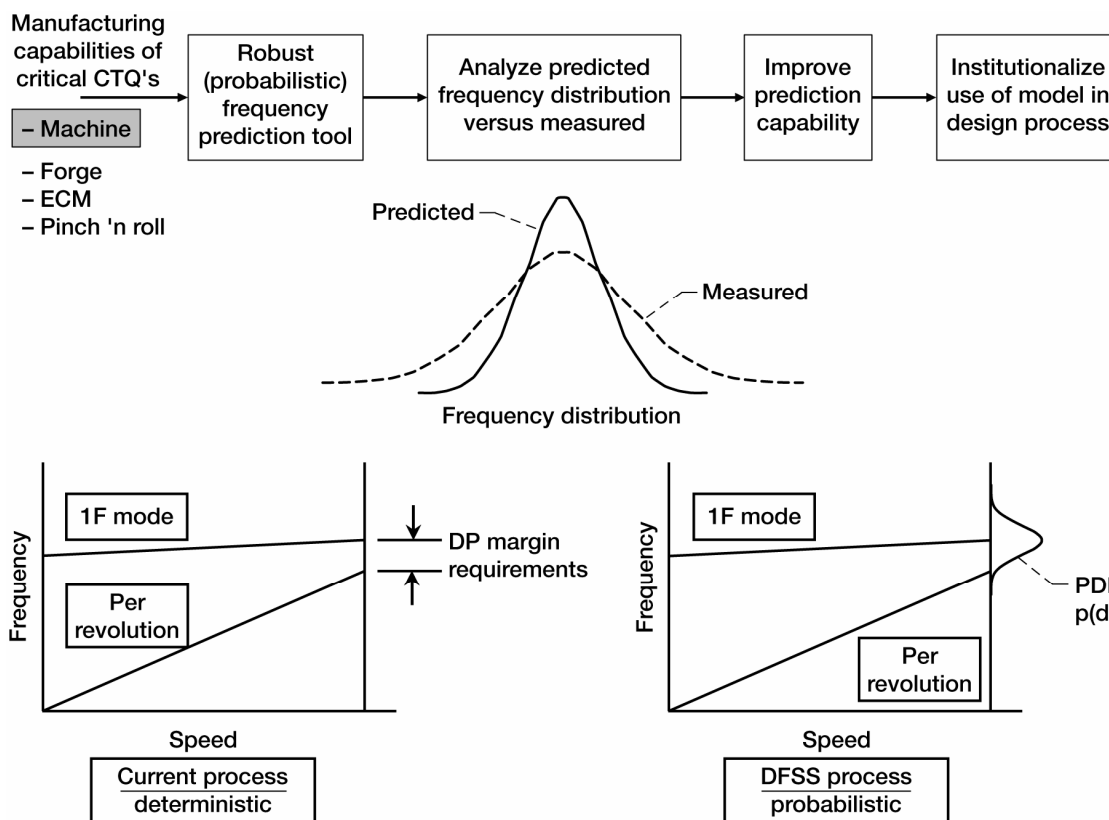 Manufacturing
capabilities of
critical CTQ's
– Machine
– Forge
– ECM
– Pinch 'n roll
Robust
(probabilistic)
frequency
prediction tool
Analyze predicted
frequency distribution
versus measured
Improve
prediction
capability
Institutionalize
use of model in
design process
Predicted
Measured
Frequency distribution
Frequency
1F mode
Per
revolution
DP margin
requirements
Speed
Current process
deterministic
Frequency
1F mode
Per
revolution
p(d
Speed
DFSS process
probabilistic